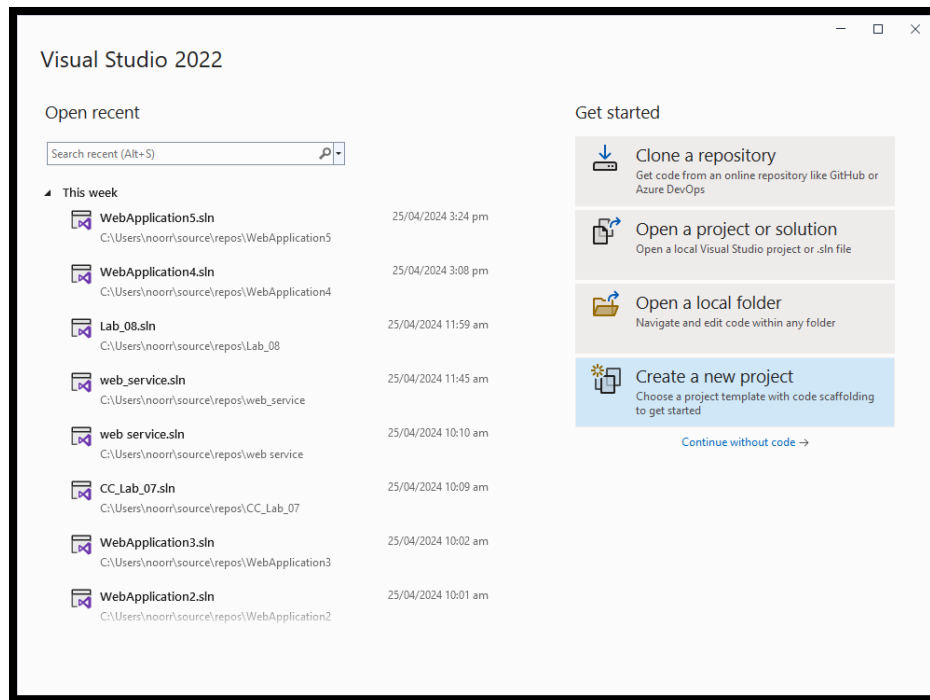 Visual Studio 2022
Open recent
Search recent (Alt+S)
This week
WebApplication5.sln 25/04/2024 3:24 pm
C:\Users\noorr\source\repos\WebApplication5
WebApplication4.sln 25/04/2024 3:08 pm
C:\Users\noorr\source\repos\WebApplication4
Lab_08.sln 25/04/2024 11:59 am
C:\Users\noorr\source\repos\Lab_08
web_service.sln 25/04/2024 11:45 am
C:\Users\noorr\source\repos\web_service
web service.sln 25/04/2024 10:10 am
C:\Users\noorr\source\repos\web service
CC_Lab_07.sln 25/04/2024 10:09 am
C:\Users\noorr\source\repos\CC_Lab_07
WebApplication3.sln 25/04/2024 10:02 am
C:\Users\noorr\source\repos\WebApplication3
WebApplication2.sln 25/04/2024 10:01 am
C:\Users\noorr\source\repos\WebApplication2
Get started
Clone a repository
Get code from an online repository like GitHub or
Azure DevOps
Open a project or solution
Open a local Visual Studio project or .sln file
Open a local folder
Navigate and edit code within any folder
Create a new project
Choose a project template with code scaffolding
to get started
Continue without code →